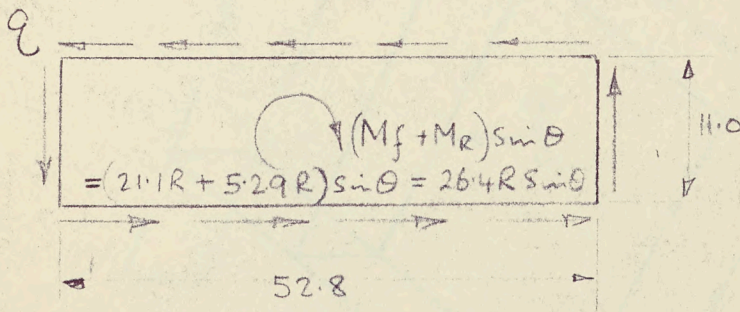 q
(Mf + MR) sin θ
11.0
= (21.1R + 5.29R) sin θ = 26.4R sin θ
52.8